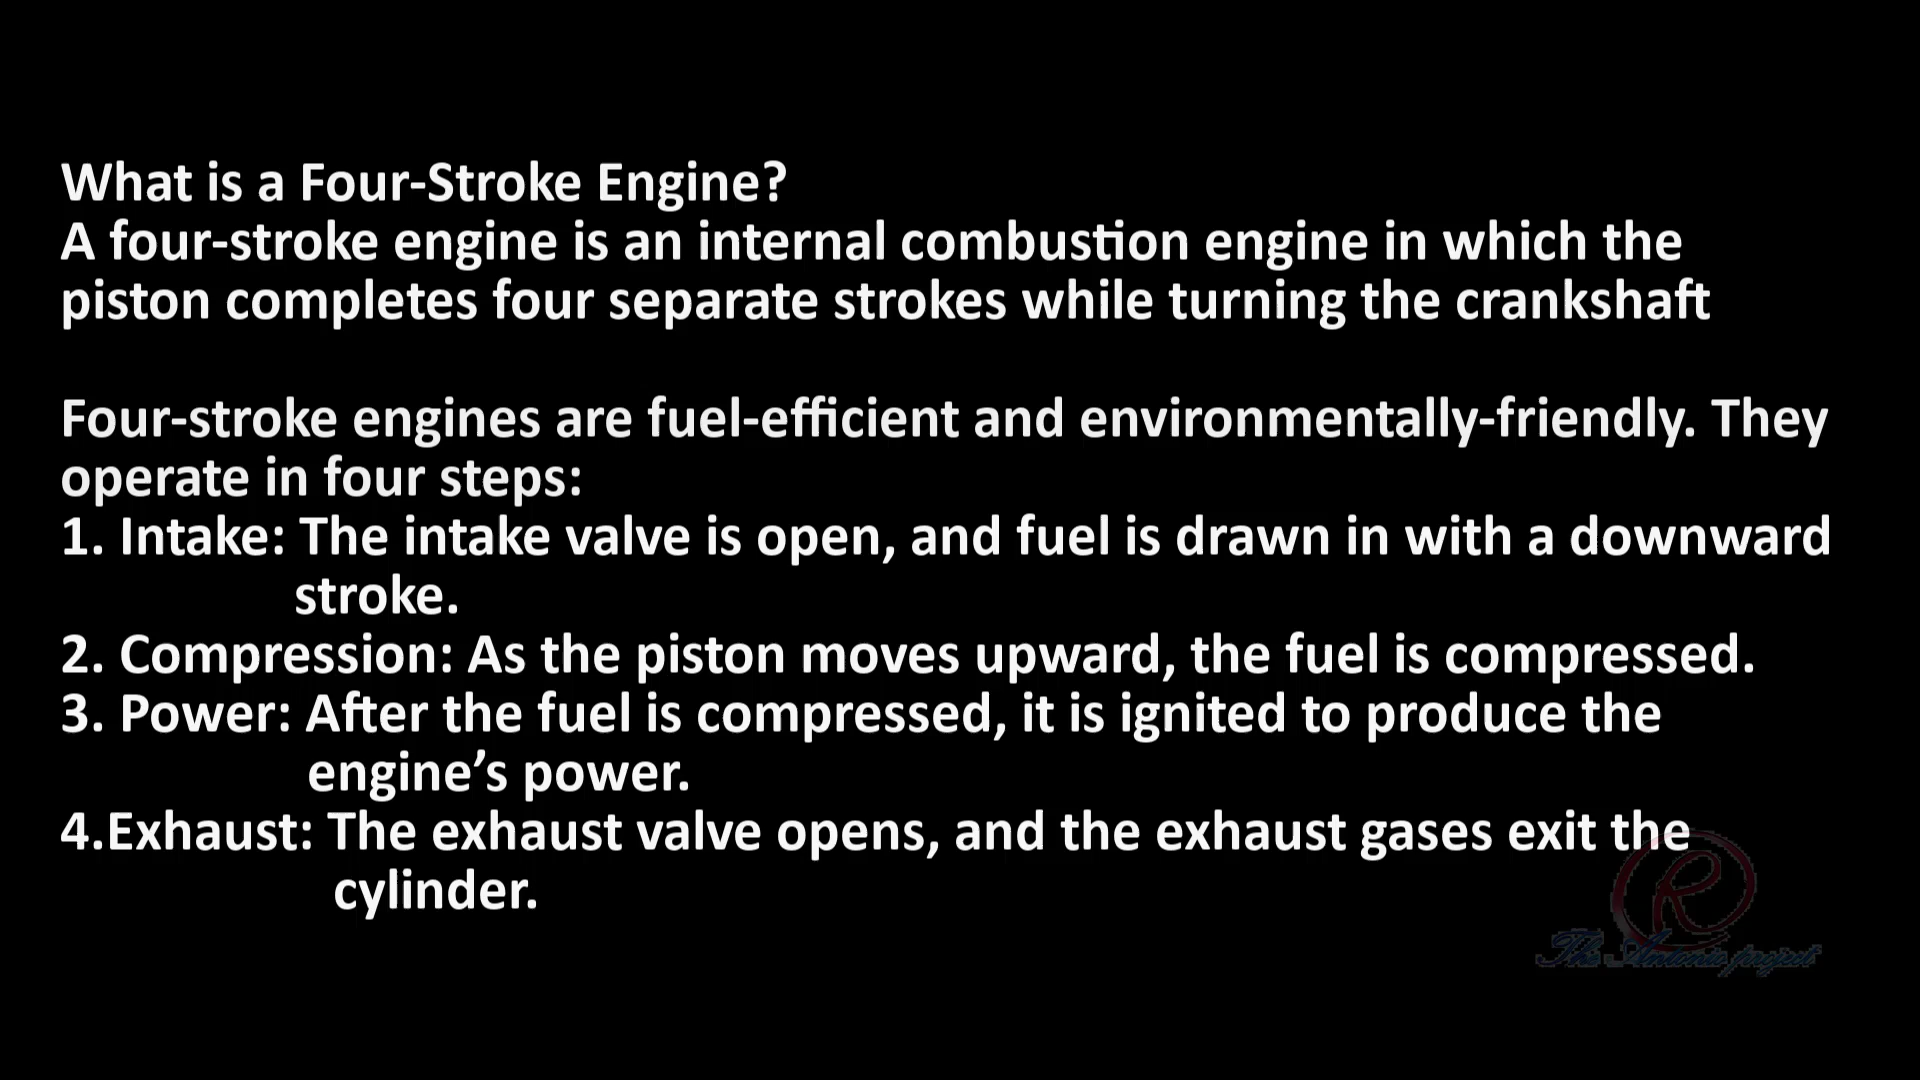 What is a Four-Stroke Engine?
A four-stroke engine is an internal combustion engine in which the
piston completes four separate strokes while turning the crankshaft
Four-stroke engines are fuel-efficient and environmentally-friendly. They
operate in four steps:
1. Intake: The intake valve is open, and fuel is drawn in with a downward
stroke.
2. Compression: As the piston moves upward, the fuel is compressed.
3. Power: After the fuel is compressed, it is ignited to produce the
engine’s power.
4.Exhaust: The exhaust valve opens, and the exhaust gases exit the
cylinder.
R
The Antonio project